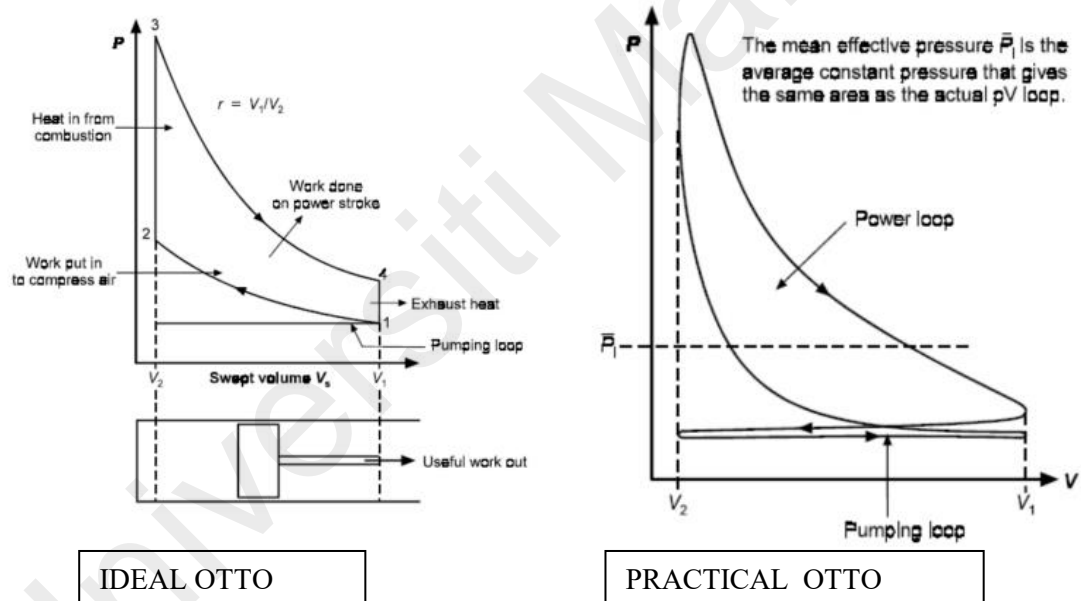 P
3
r = V₁/V₂
Heat in from
combustion
Work done
on power stroke
2
Work put in
to compress air
4
Exhaust heat
1
Pumping loop
V₂
Swept volume Vₛ
V₁
Useful work out
IDEAL OTTO
P
The mean effective pressure P̄ᵢ is the
average constant pressure that gives
the same area as the actual pV loop.
Power loop
P̄ᵢ
V₂
V₁
V
Pumping loop
PRACTICAL OTTO